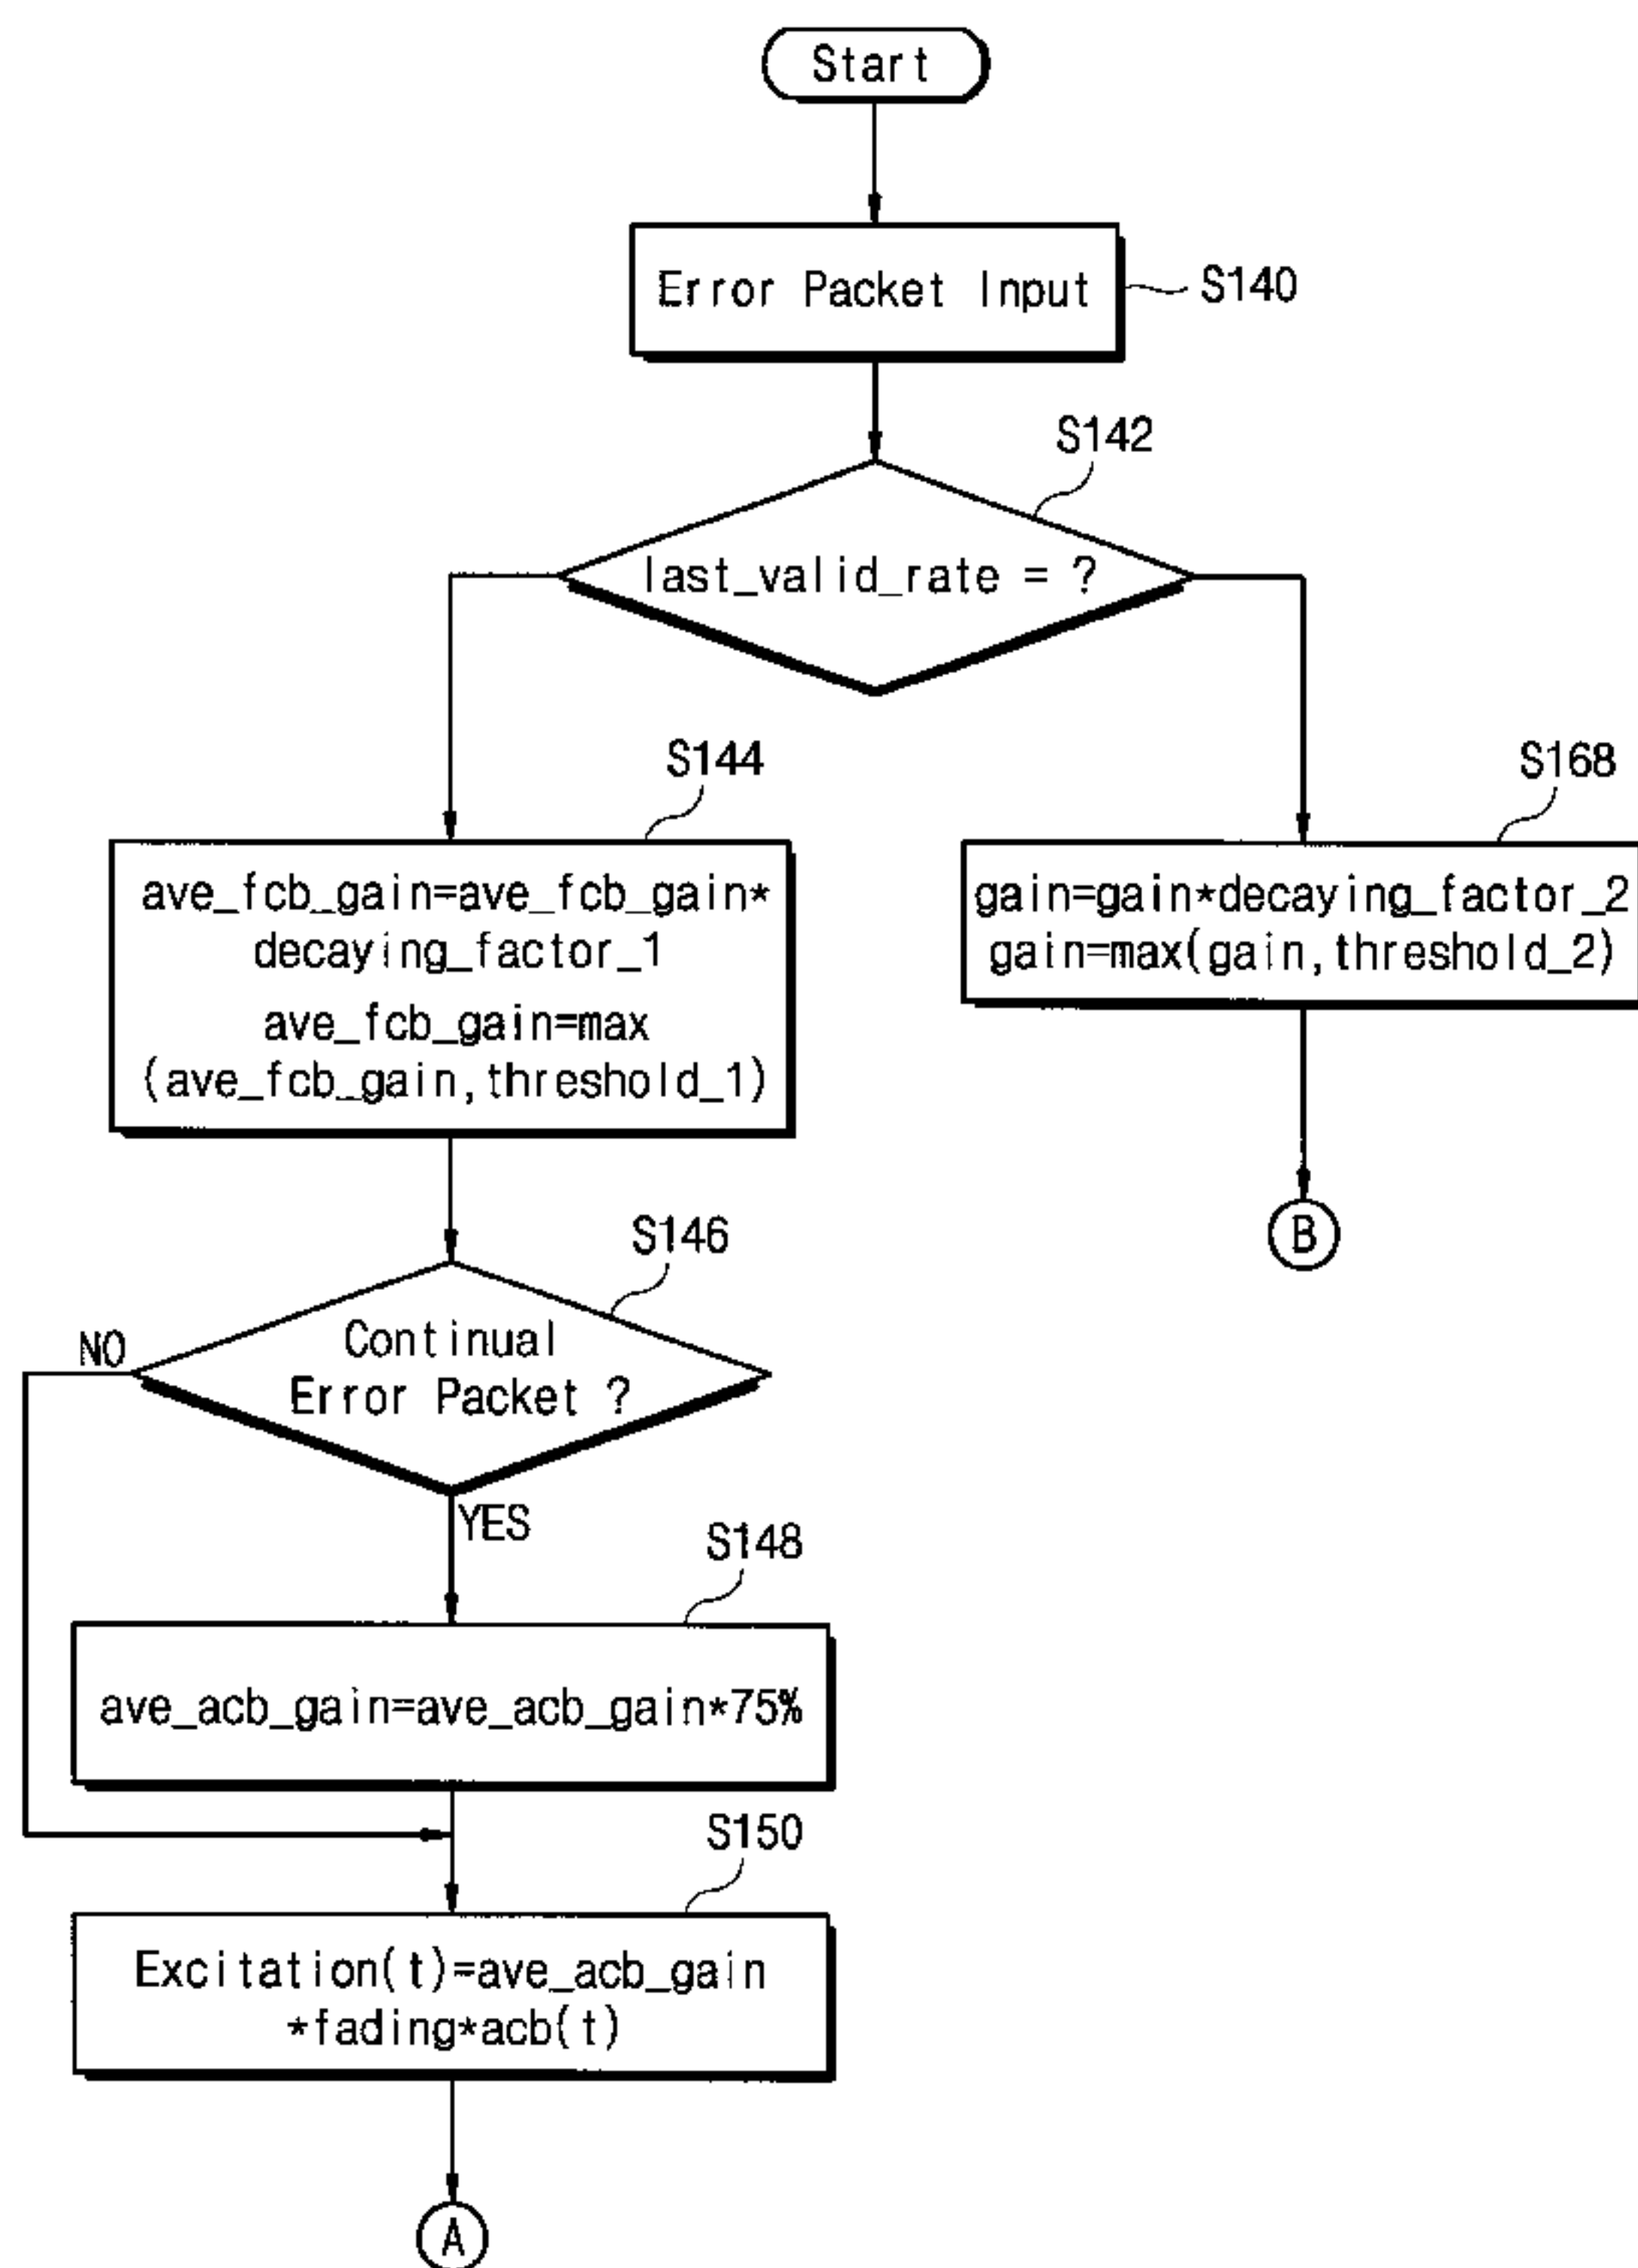 Start
Error Packet Input
S140
S142
last_valid_rate = ?
S144
ave_fcb_gain=ave_fcb_gain*
decaying_factor_1
ave_fcb_gain=max
(ave_fcb_gain,threshold_1)
S168
gain=gain*decaying_factor_2
gain=max(gain,threshold_2)
B
S146
Continual
Error Packet ?
NO
YES
S148
ave_acb_gain=ave_acb_gain*75%
S150
Excitation(t)=ave_acb_gain
*fading*acb(t)
A